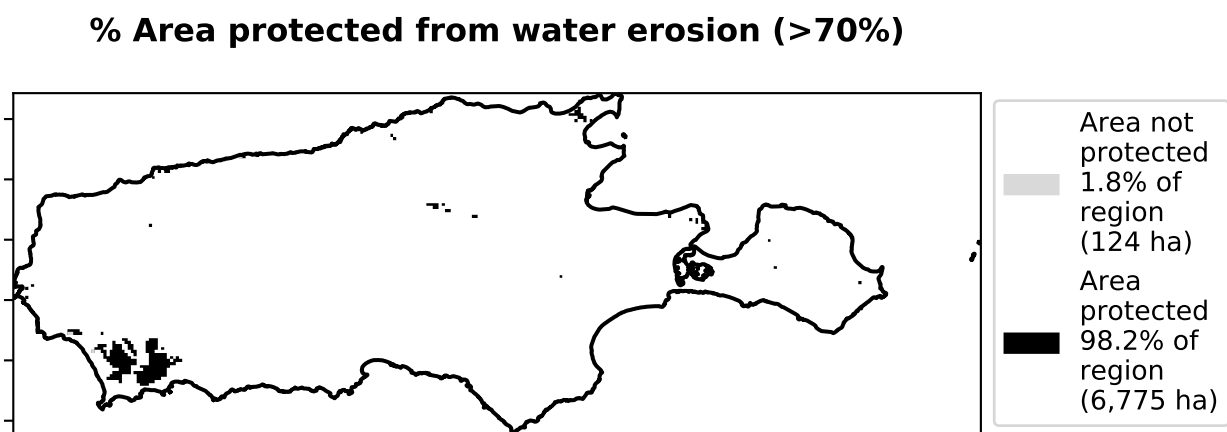 % Area protected from water erosion (>70%)
Area not
protected
1.8% of
region
(124 ha)
Area
protected
98.2% of
region
(6,775 ha)